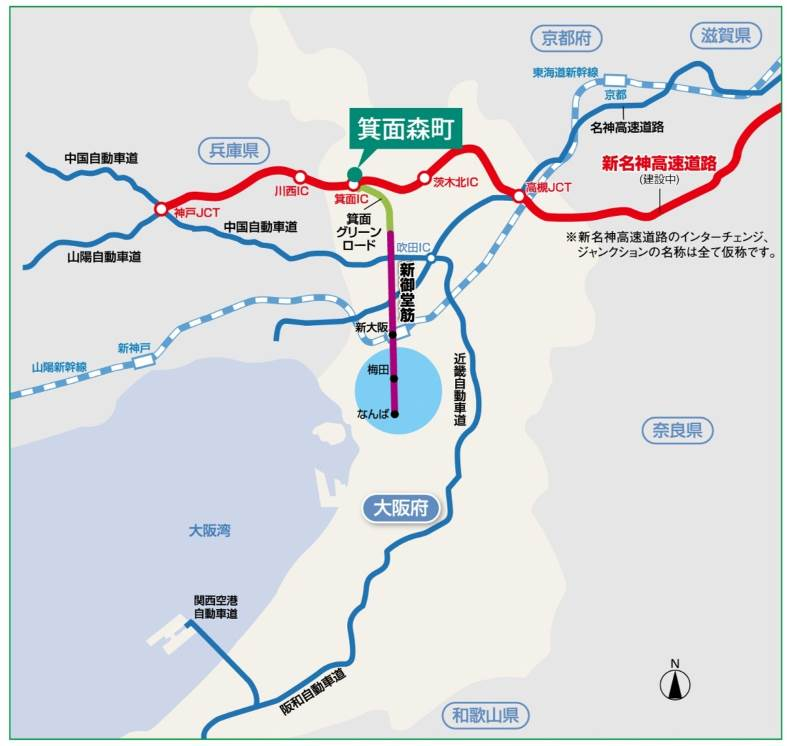 京都府
滋賀県
東海道新幹線
京都
名神高速道路
箕面森町
兵庫県
中国自動車道
新名神高速道路
(建設中)
川西IC
箕面IC
茨木北IC
高槻JCT
神戸JCT
中国自動車道
箕面
グリーン
ロード
山陽自動車道
吹田IC
※新名神高速道路のインターチェンジ、
ジャンクションの名称は全て仮称です。
新御堂筋
新大阪
新神戸
山陽新幹線
梅田
近畿自動車道
なんば
奈良県
大阪府
大阪湾
関西空港
自動車道
阪和自動車道
N
和歌山県